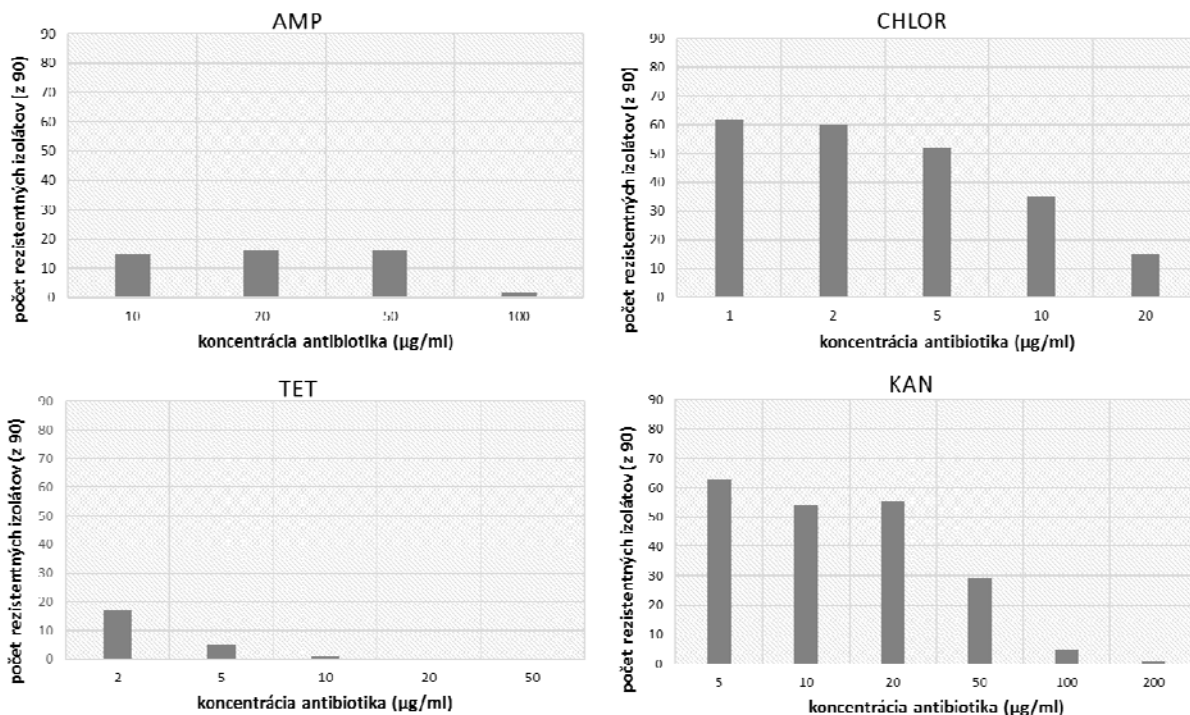 AMP
počet rezistentných izolátov (z 90)
90
80
70
60
50
40
30
20
10
0
10 20 50 100
koncentrácia antibiotika (µg/ml)
CHLOR
počet rezistentných izolátov (z 90)
90
80
70
60
50
40
30
20
10
0
1 2 5 10 20
koncentrácia antibiotika (µg/ml)
TET
počet rezistentných izolátov (z 90)
90
80
70
60
50
40
30
20
10
0
2 5 10 20 50
koncentrácia antibiotika (µg/ml)
KAN
počet rezistentných izolátov (z 90)
90
80
70
60
50
40
30
20
10
0
5 10 20 50 100 200
koncentrácia antibiotika (µg/ml)